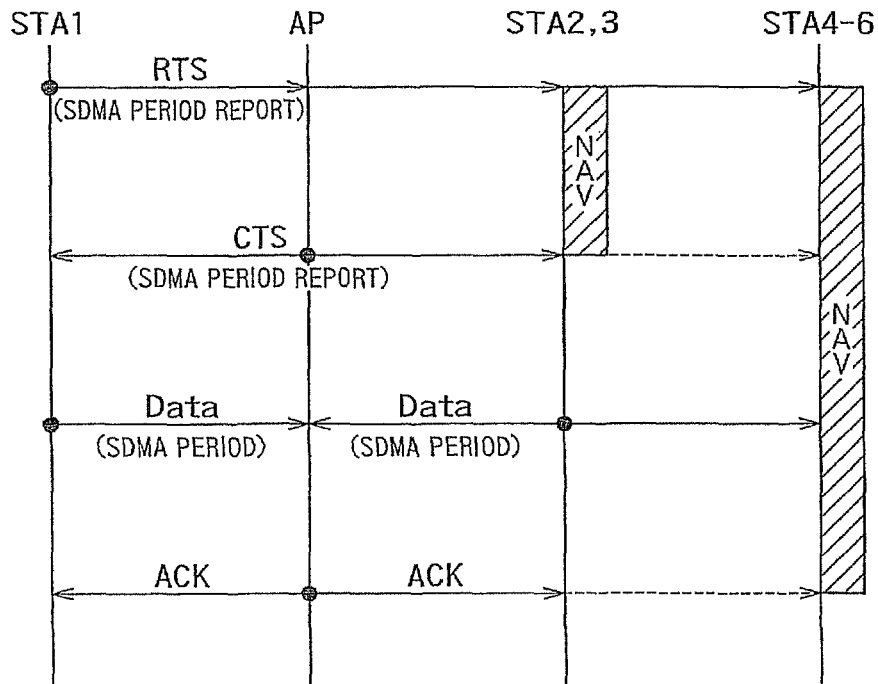 STA1 AP STA2,3 STA4-6
RTS
(SDMA PERIOD REPORT)
NAV
CTS
(SDMA PERIOD REPORT)
NAV
Data Data
(SDMA PERIOD) (SDMA PERIOD)
ACK ACK